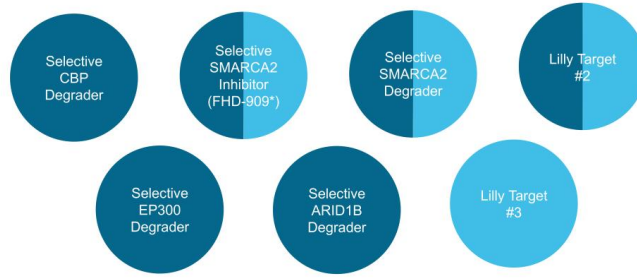 Selective
CBP
Degrader
Selective
SMARCA2
Inhibitor
(FHD-909*)
Selective
SMARCA2
Degrader
Lilly Target
#2
Selective
EP300
Degrader
Selective
ARID1B
Degrader
Lilly Target
#3